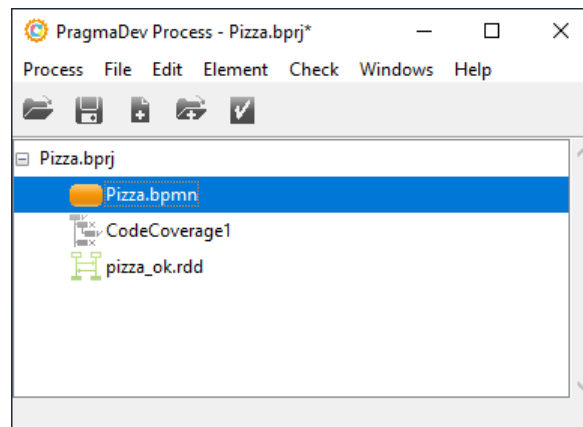 PragmaDev Process - Pizza.bprj*
Process File Edit Element Check Windows Help
Pizza.bprj
Pizza.bpmn
CodeCoverage1
pizza_ok.rdd